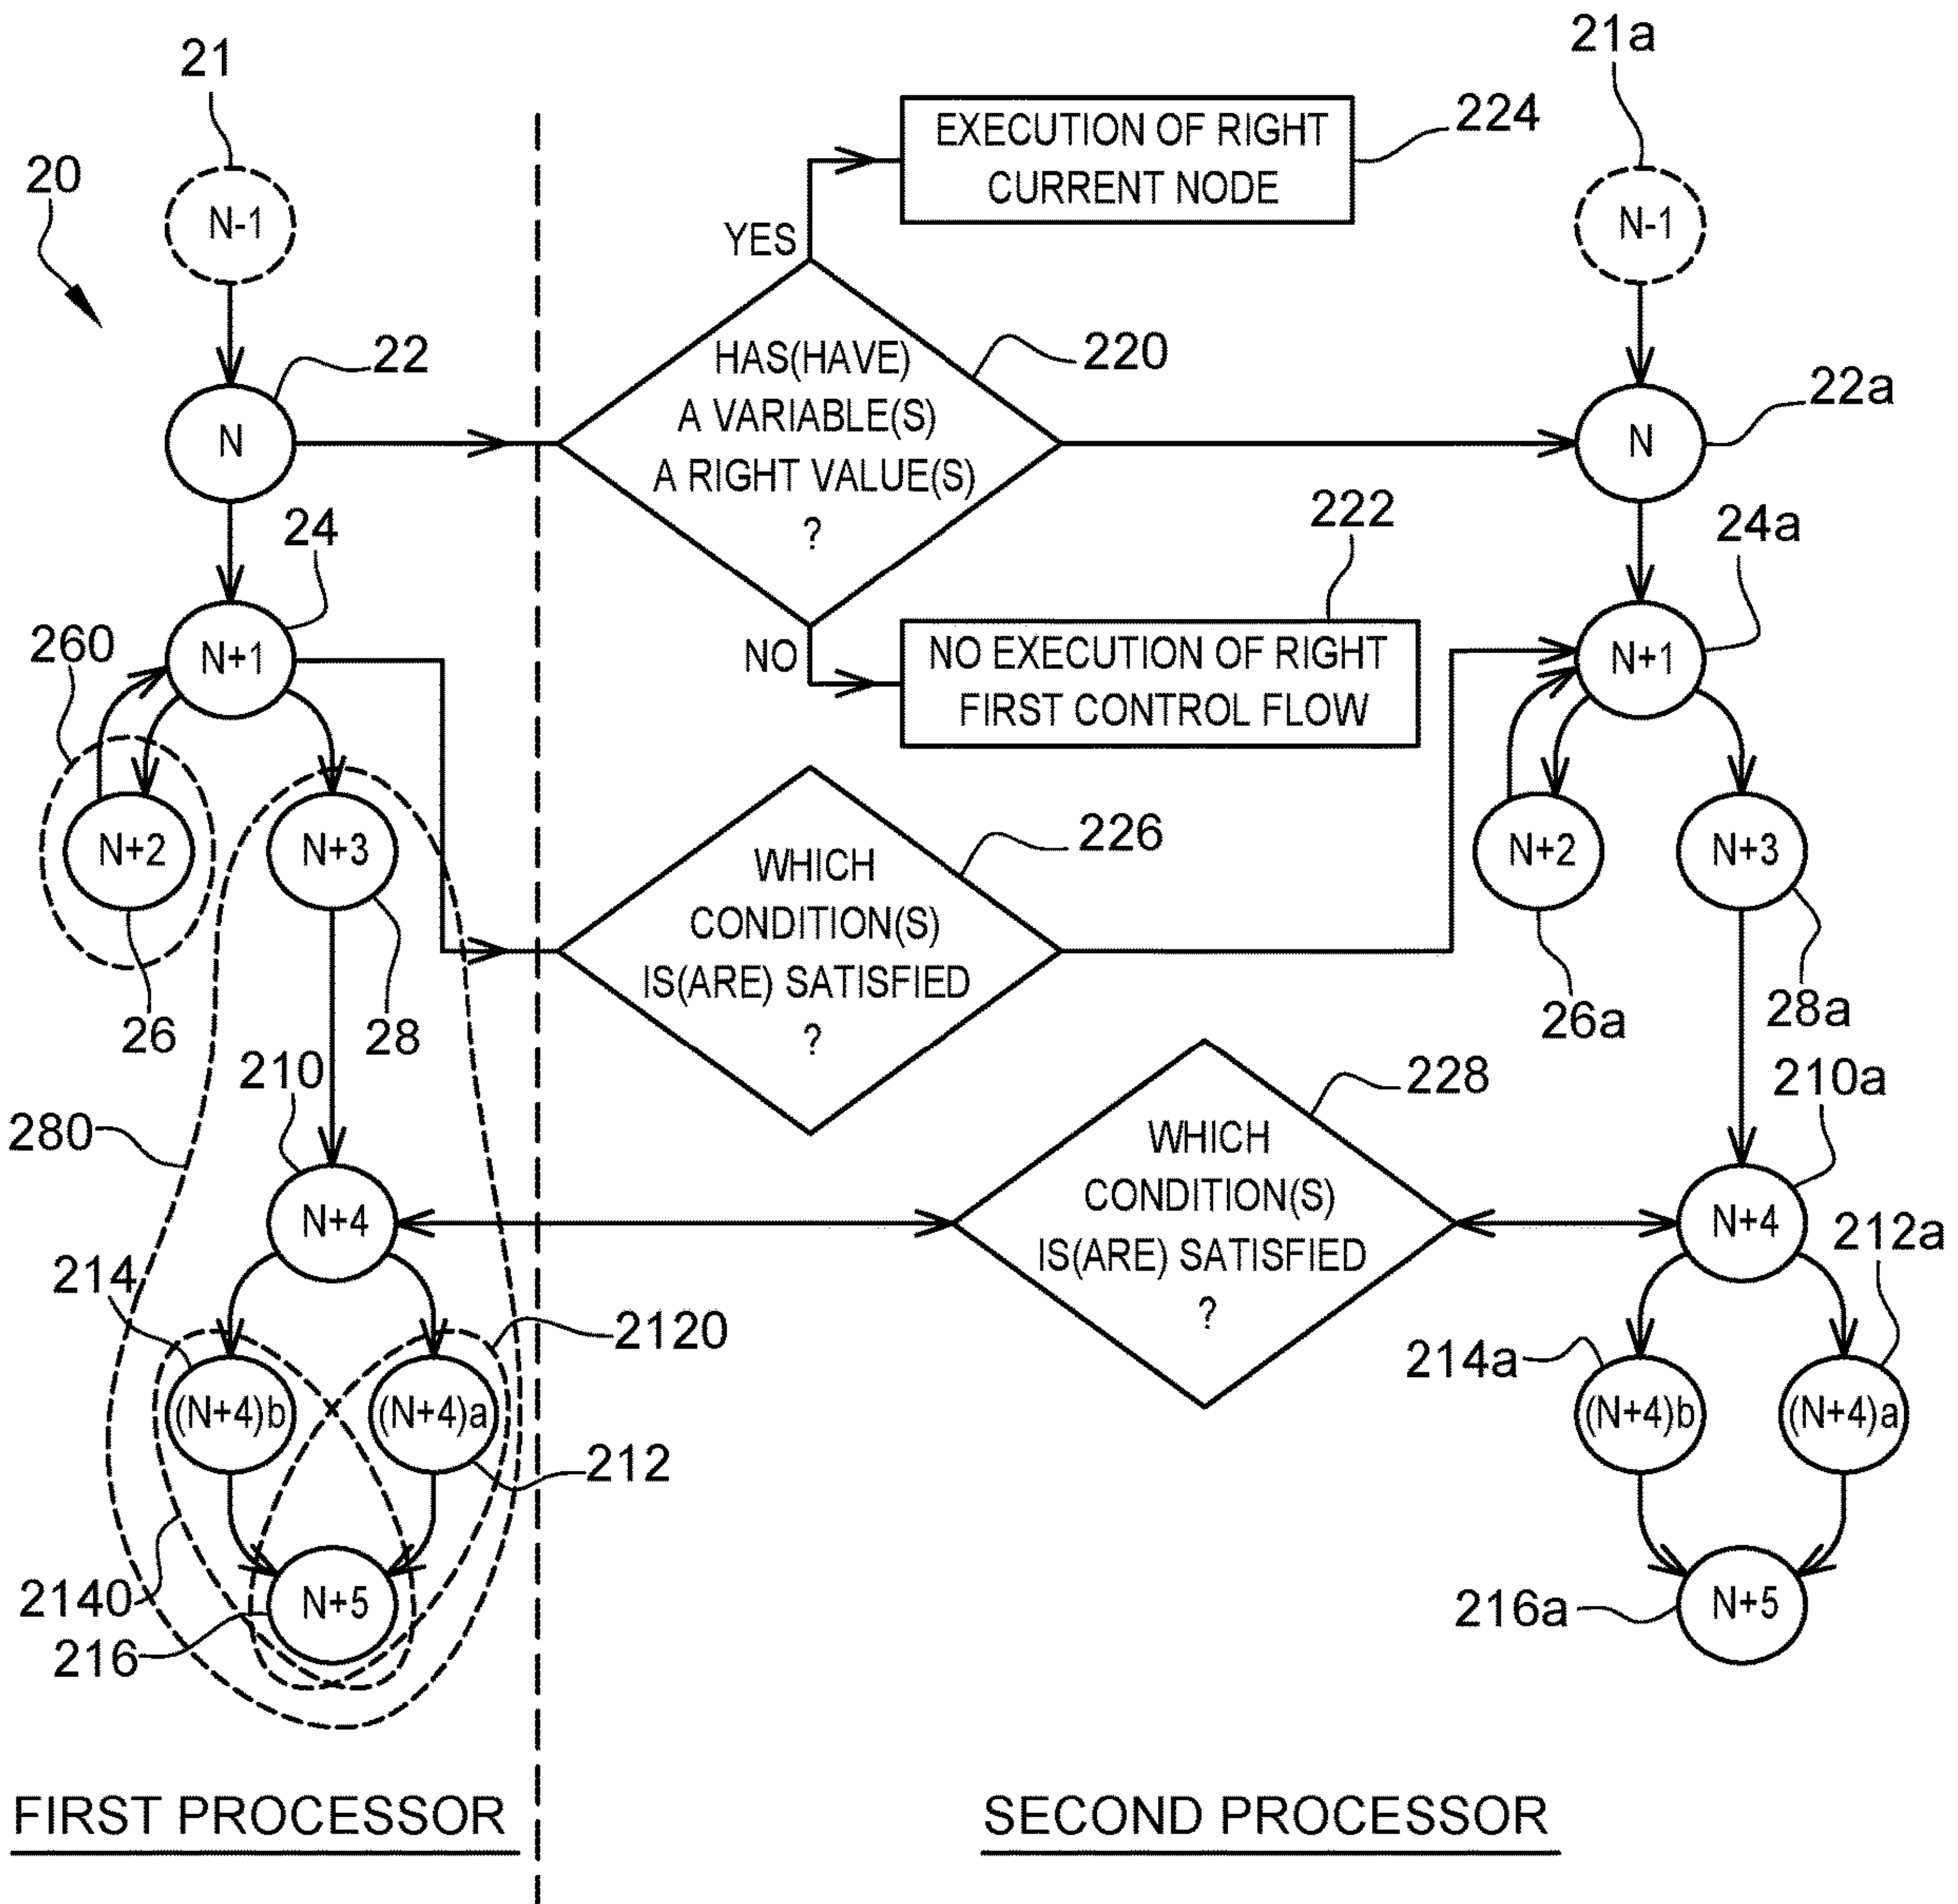 21
21a
20
N-1
EXECUTION OF RIGHT
CURRENT NODE
224
N-1
YES
22
HAS(HAVE)
A VARIABLE(S)
A RIGHT VALUE(S)
?
220
22a
N
N
24
222
24a
260
N+1
NO
NO EXECUTION OF RIGHT
FIRST CONTROL FLOW
N+1
N+2
N+3
WHICH
CONDITION(S)
IS(ARE) SATISFIED
?
226
N+2
N+3
26
28
26a
28a
210
228
210a
280
N+4
WHICH
CONDITION(S)
IS(ARE) SATISFIED
?
N+4
212a
214
2120
214a
(N+4)b
(N+4)a
(N+4)b
(N+4)a
212
2140
N+5
216
216a
N+5
FIRST PROCESSOR
SECOND PROCESSOR